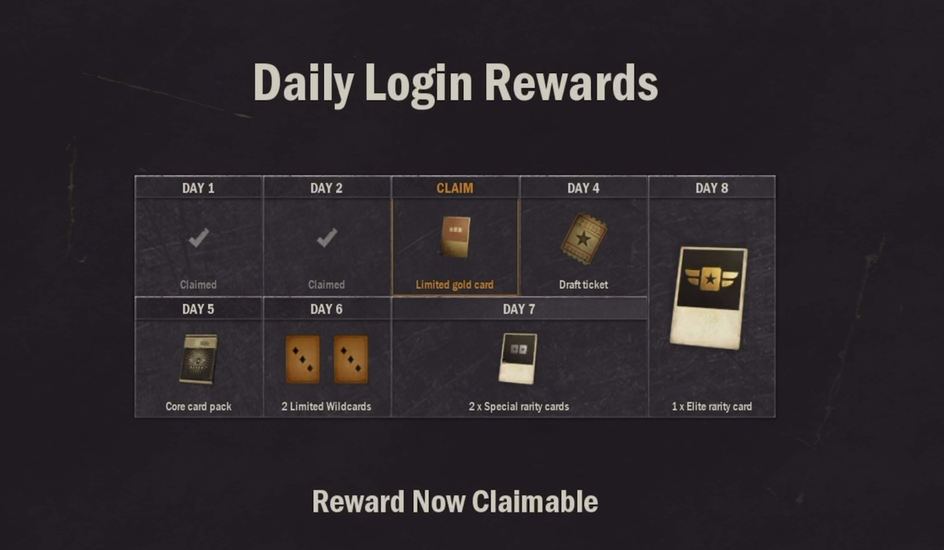 Daily Login Rewards
DAY 1
DAY 2
CLAIM
DAY 4
DAY 8
Claimed
Claimed
Limited gold card
Draft ticket
DAY 5
DAY 6
DAY 7
Core card pack
2 Limited Wildcards
2 x Special rarity cards
1 x Elite rarity card
Reward Now Claimable